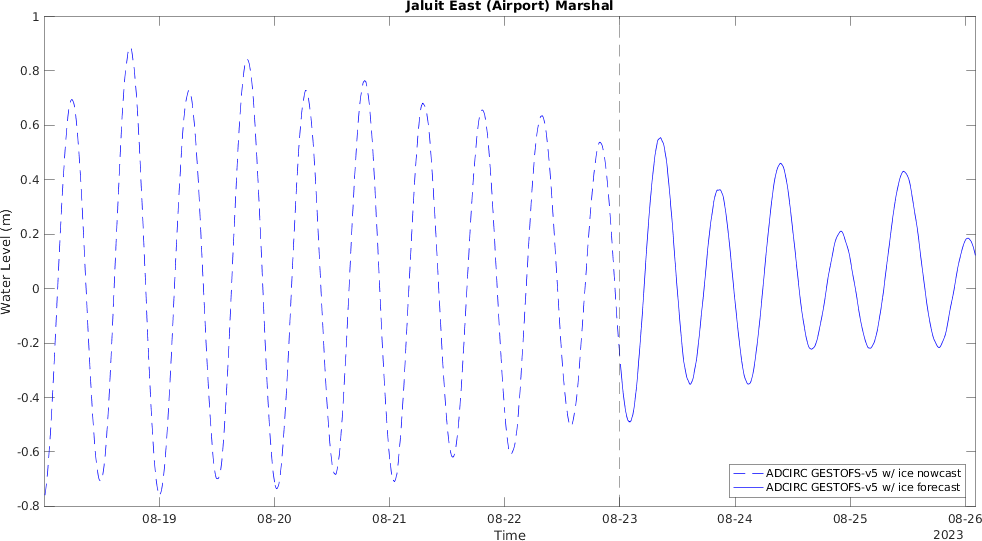 Jaluit East (Airport) Marshal
1
0.8
0.6
0.4
0.2
0
-0.2
-0.4
-0.6
-0.8
Water Level (m)
08-19 08-20 08-21 08-22 08-23 08-24 08-25 08-26
Time
2023
ADCIRC GESTOFS-v5 w/ ice nowcast
ADCIRC GESTOFS-v5 w/ ice forecast